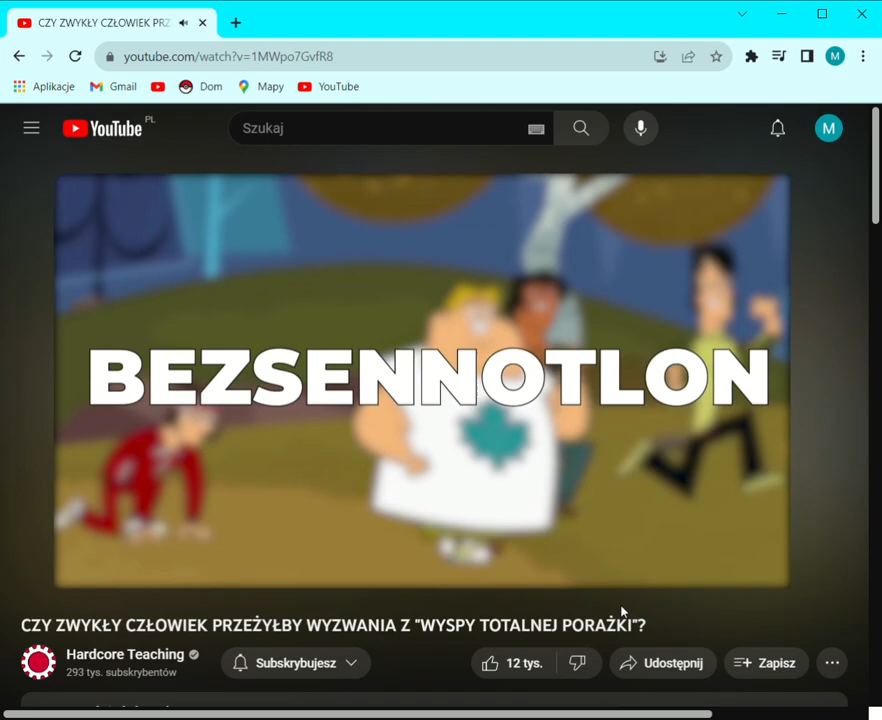 CZY ZWYKŁY CZŁOWIEK PRZ
youtube.com/watch?v=1MWpo7GvfR8
M
Aplikacje Gmail Dom Mapy YouTube
YouTube PL Szukaj M
BEZSENNOTLON
CZY ZWYKŁY CZŁOWIEK PRZEŻYŁBY WYZWANIA Z "WYSPY TOTALNEJ PORAŻKI"?
Hardcore Teaching
293 tys. subskrybentów
Subskrybujesz 12 tys. Udostępnij Zapisz